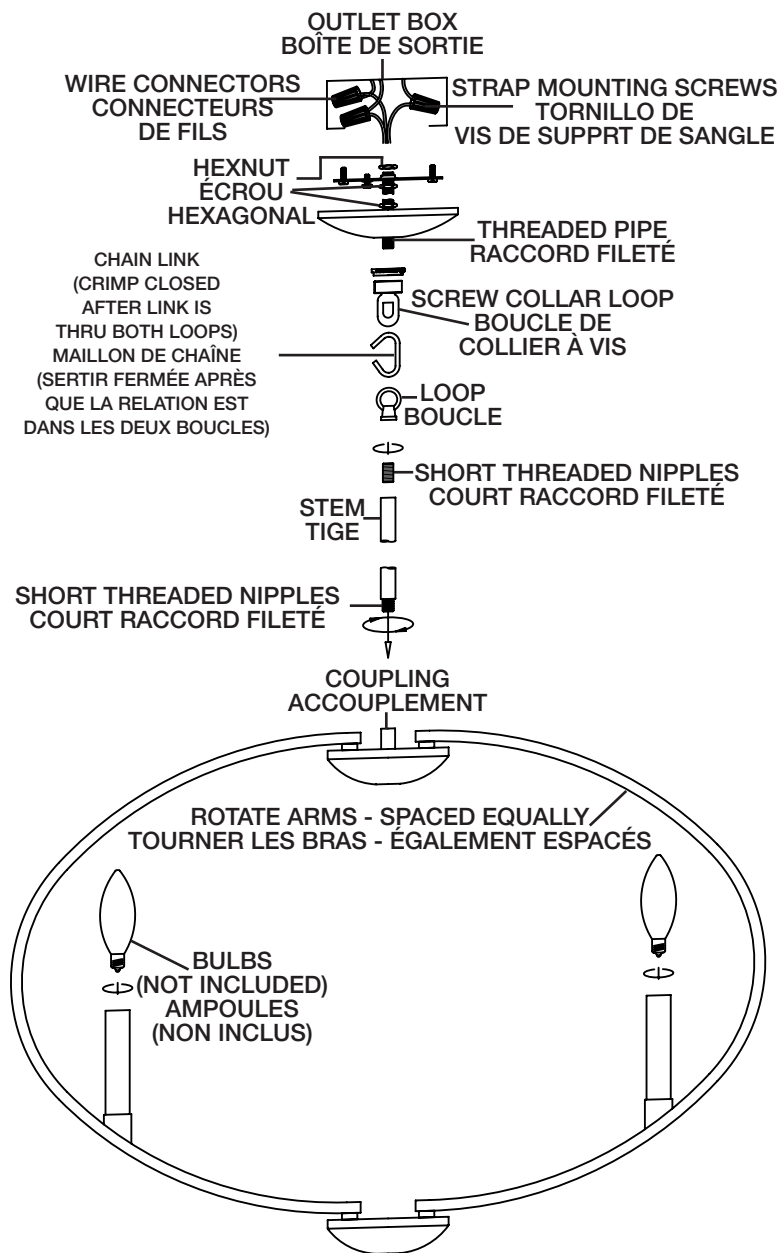 OUTLET BOX
BOÎTE DE SORTIE
WIRE CONNECTORS
CONNECTEURS
DE FILS
STRAP MOUNTING SCREWS
TORNILLO DE
VIS DE SUPPRT DE SANGLE
HEXNUT
ÉCROU
HEXAGONAL
THREADED PIPE
RACCORD FILETÉ
CHAIN LINK
(CRIMP CLOSED
AFTER LINK IS
THRU BOTH LOOPS)
MAILLON DE CHAÎNE
(SERTIR FERMÉE APRÈS
QUE LA RELATION EST
DANS LES DEUX BOUCLES)
SCREW COLLAR LOOP
BOUCLE DE
COLLIER À VIS
LOOP
BOUCLE
SHORT THREADED NIPPLES
COURT RACCORD FILETÉ
STEM
TIGE
SHORT THREADED NIPPLES
COURT RACCORD FILETÉ
COUPLING
ACCOUPLEMENT
ROTATE ARMS - SPACED EQUALLY
TOURNER LES BRAS - ÉGALEMENT ESPACÉS
BULBS
(NOT INCLUDED)
AMPOULES
(NON INCLUS)